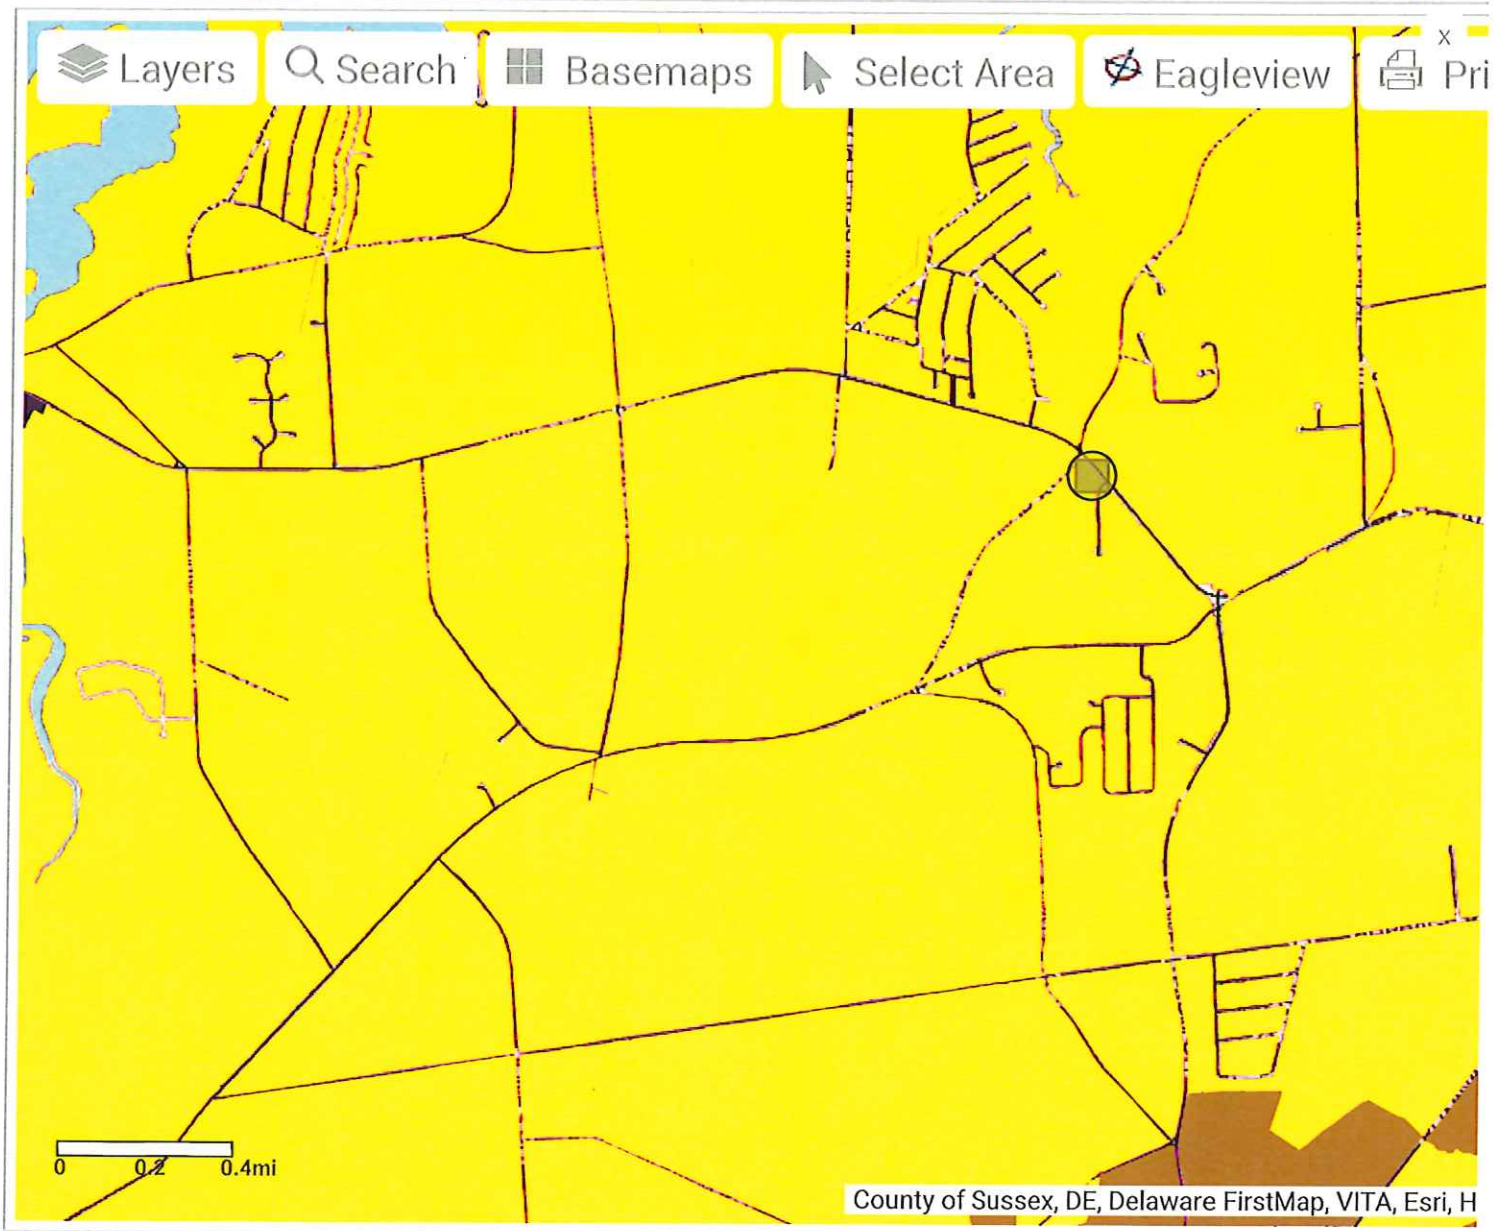 x
Layers Search Basemaps Select Area Eagleview Pri
0 0.2 0.4mi
County of Sussex, DE, Delaware FirstMap, VITA, Esri, H